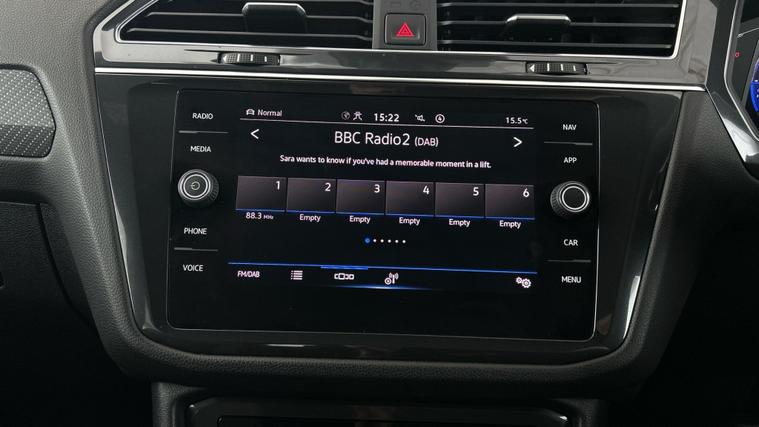 RADIO
MEDIA
PHONE
VOICE
Normal 15:22 15.5°C
< BBC Radio2 (DAB) >
Sara wants to know if you've had a memorable moment in a lift.
1 2 3 4 5 6
88.3 MHz Empty Empty Empty Empty Empty
FM/DAB
NAV
APP
CAR
MENU